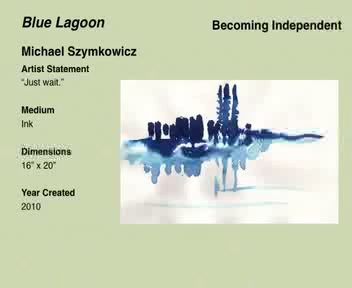 Blue Lagoon
Becoming Independent
Michael Szymkowicz
Artist Statement
“Just wait.”
Medium
Ink
Dimensions
16” x 20”
Year Created
2010